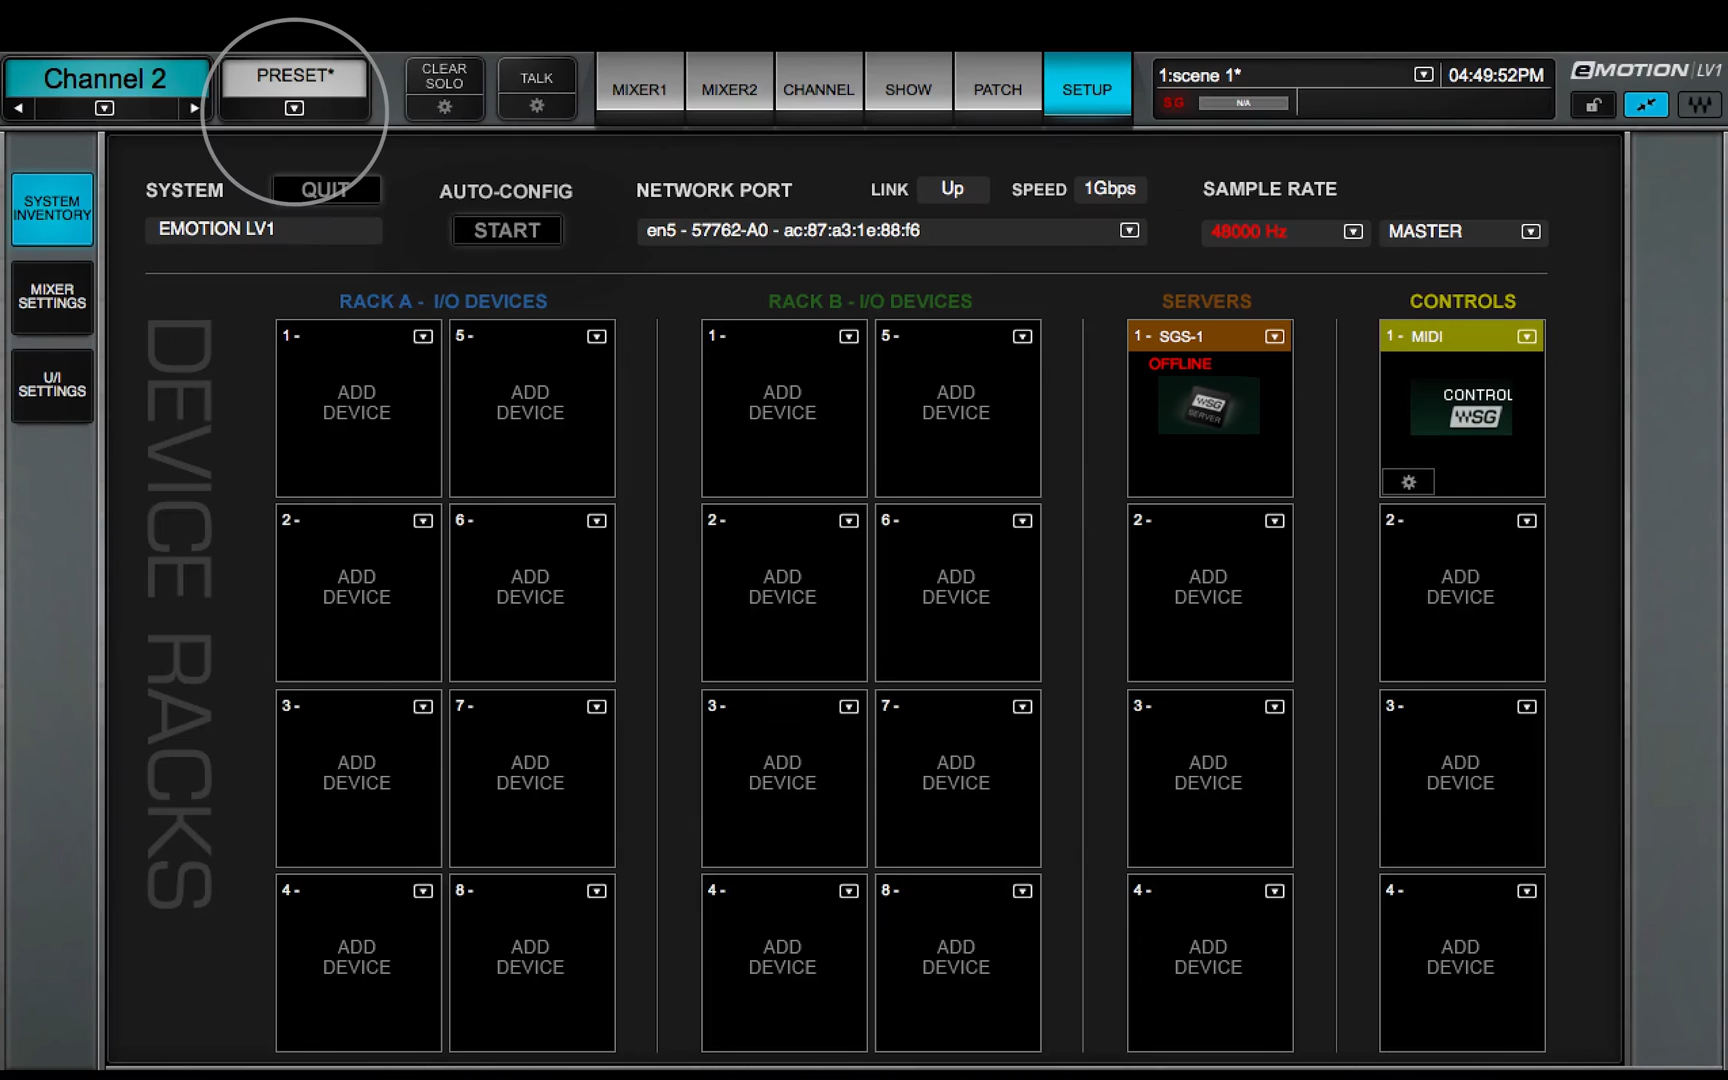 Channel 2
PRESET*
CLEAR
SOLO
TALK
MIXER1
MIXER2
CHANNEL
SHOW
PATCH
SETUP
1:scene 1*
04:49:52PM
SG
N/A
eMOTION LV1
SYSTEM
INVENTORY
MIXER
SETTINGS
U/I
SETTINGS
SYSTEM
QUIT
EMOTION LV1
AUTO-CONFIG
START
NETWORK PORT
LINK
Up
SPEED
1Gbps
en5 - 57762-A0 - ac:87:a3:1e:88:f6
SAMPLE RATE
48000 Hz
MASTER
DEVICE RACKS
RACK A - I/O DEVICES
RACK B - I/O DEVICES
SERVERS
CONTROLS
1 -
ADD
DEVICE
5 -
ADD
DEVICE
1 -
ADD
DEVICE
5 -
ADD
DEVICE
1 - SGS-1
OFFLINE
WSG
SERVER
1 - MIDI
CONTROL
WSG
2 -
ADD
DEVICE
6 -
ADD
DEVICE
2 -
ADD
DEVICE
6 -
ADD
DEVICE
2 -
ADD
DEVICE
2 -
ADD
DEVICE
3 -
ADD
DEVICE
7 -
ADD
DEVICE
3 -
ADD
DEVICE
7 -
ADD
DEVICE
3 -
ADD
DEVICE
3 -
ADD
DEVICE
4 -
ADD
DEVICE
8 -
ADD
DEVICE
4 -
ADD
DEVICE
8 -
ADD
DEVICE
4 -
ADD
DEVICE
4 -
ADD
DEVICE